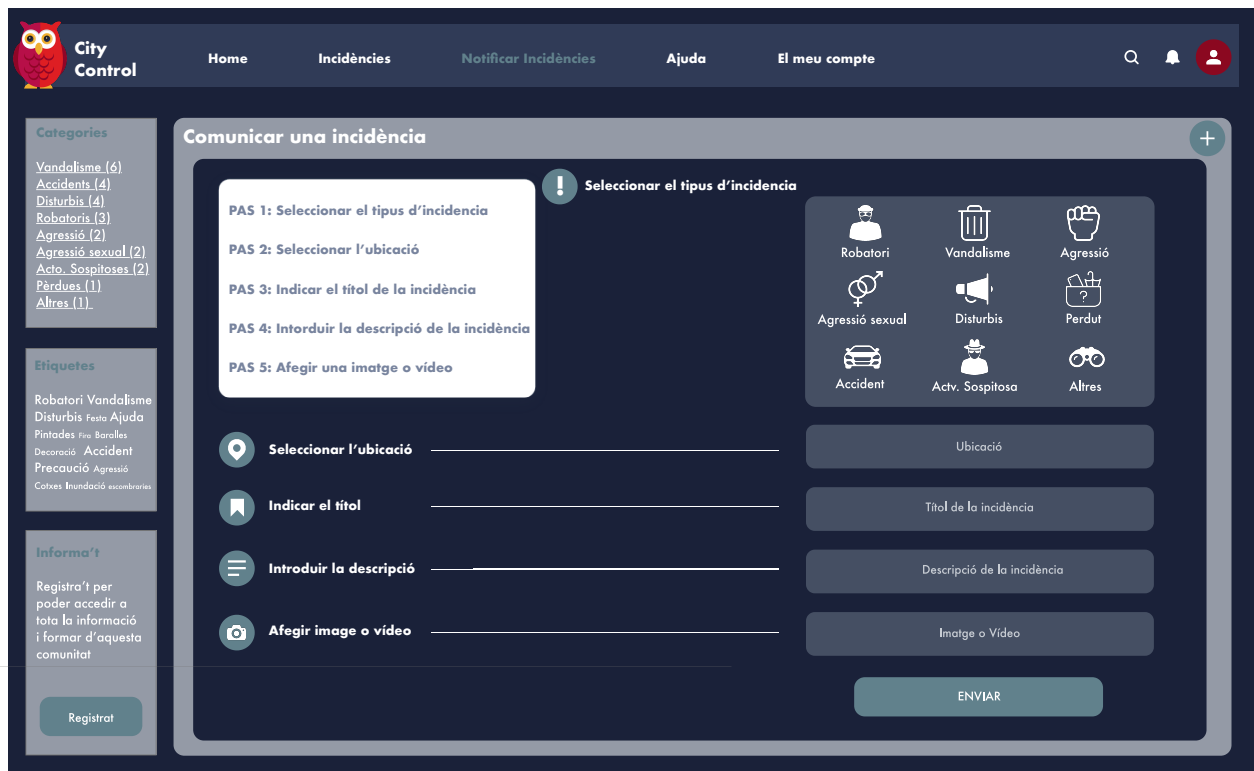 City
Control
Home
Incidències
Notificar Incidències
Ajuda
El meu compte
Categories
Vandalisme (6)
Accidents (4)
Disturbis (4)
Robatoris (3)
Agressió (2)
Agressió sexual (2)
Acto. Sospitoses (2)
Pèrdues (1)
Altres (1)
Etiquetes
Robatori Vandalisme
Disturbis Festa Ajuda
Pintades Fira Baralles
Decoració Accident
Precaució Agressió
Cotxes Inundació escombraries
Informa’t
Registra’t per
poder accedir a
tota la informació
i formar d’aquesta
comunitat
Registrat
Comunicar una incidència
+
PAS 1: Seleccionar el tipus d’incidencia
PAS 2: Seleccionar l’ubicació
PAS 3: Indicar el títol de la incidència
PAS 4: Intorduir la descripció de la incidència
PAS 5: Afegir una imatge o vídeo
! Seleccionar el tipus d’incidencia
Robatori
Vandalisme
Agressió
?
Agressió sexual
Disturbis
Perdut
Accident
Actv. Sospitosa
Altres
Seleccionar l’ubicació
Ubicació
Indicar el títol
Títol de la incidència
Introduir la descripció
Descripció de la incidència
Afegir image o vídeo
Imatge o Vídeo
ENVIAR